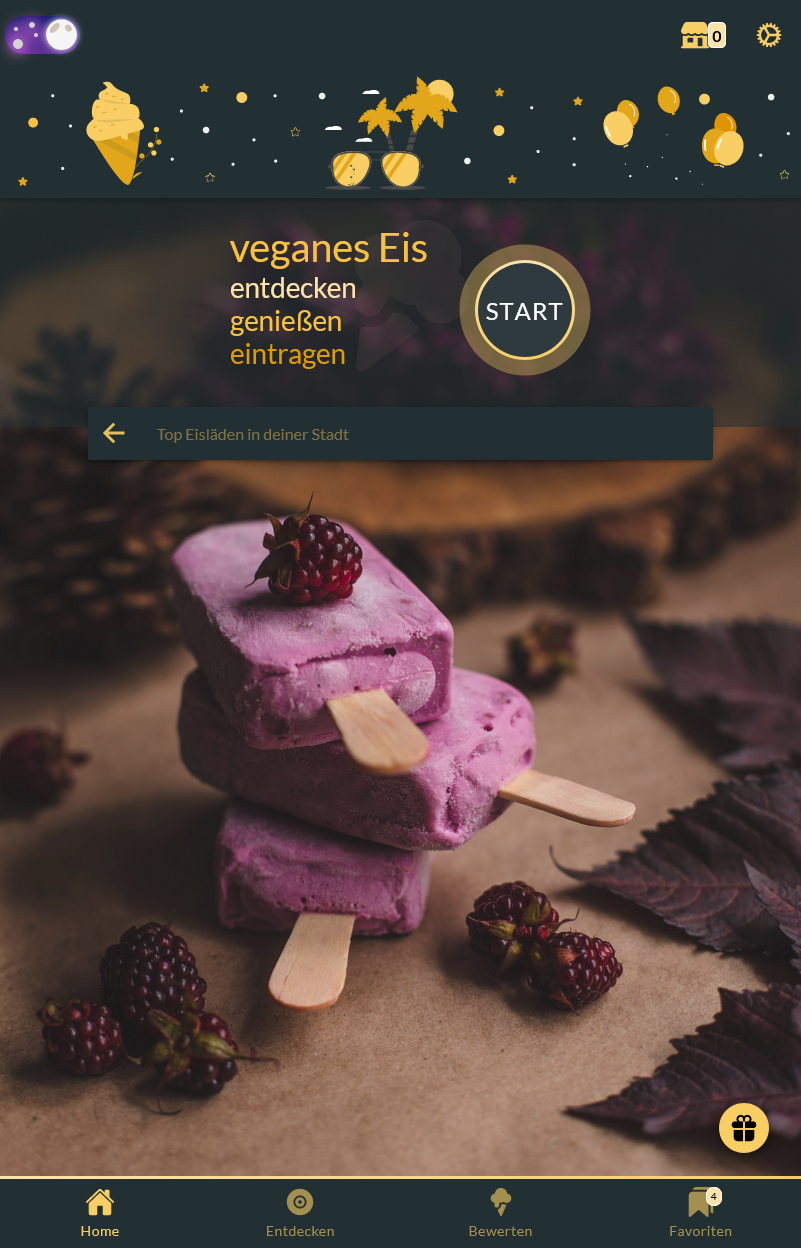 0
veganes Eis
entdecken
genießen
eintragen
START
Top Eisläden in deiner Stadt
4
Home
Entdecken
Bewerten
Favoriten